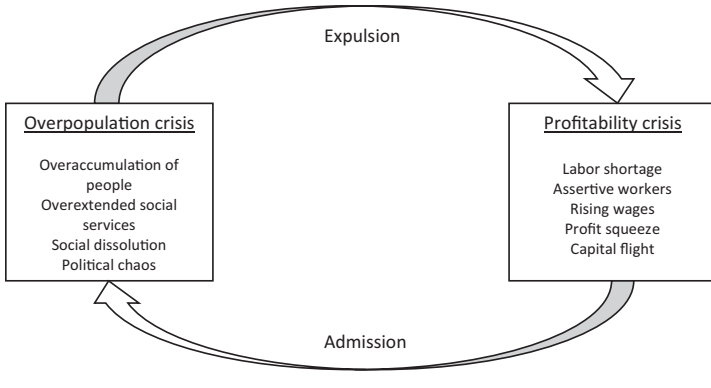 Expulsion
Overpopulation crisis
Overaccumulation of
people
Overextended social
services
Social dissolution
Political chaos
Profitability crisis
Labor shortage
Assertive workers
Rising wages
Profit squeeze
Capital flight
Admission